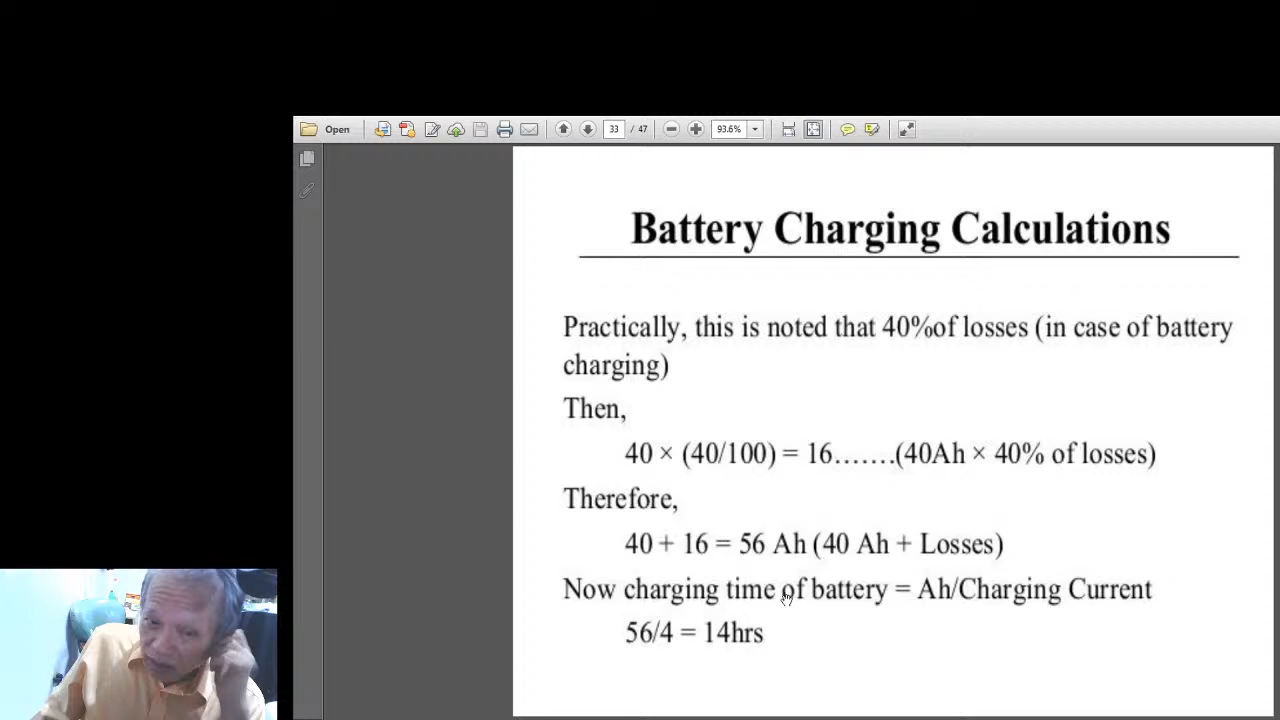 Open
33 / 47
93.6%
Battery Charging Calculations
Practically, this is noted that 40%of losses (in case of battery
charging)
Then,
40 × (40/100) = 16.......(40Ah × 40% of losses)
Therefore,
40 + 16 = 56 Ah (40 Ah + Losses)
Now charging time of battery = Ah/Charging Current
56/4 = 14hrs